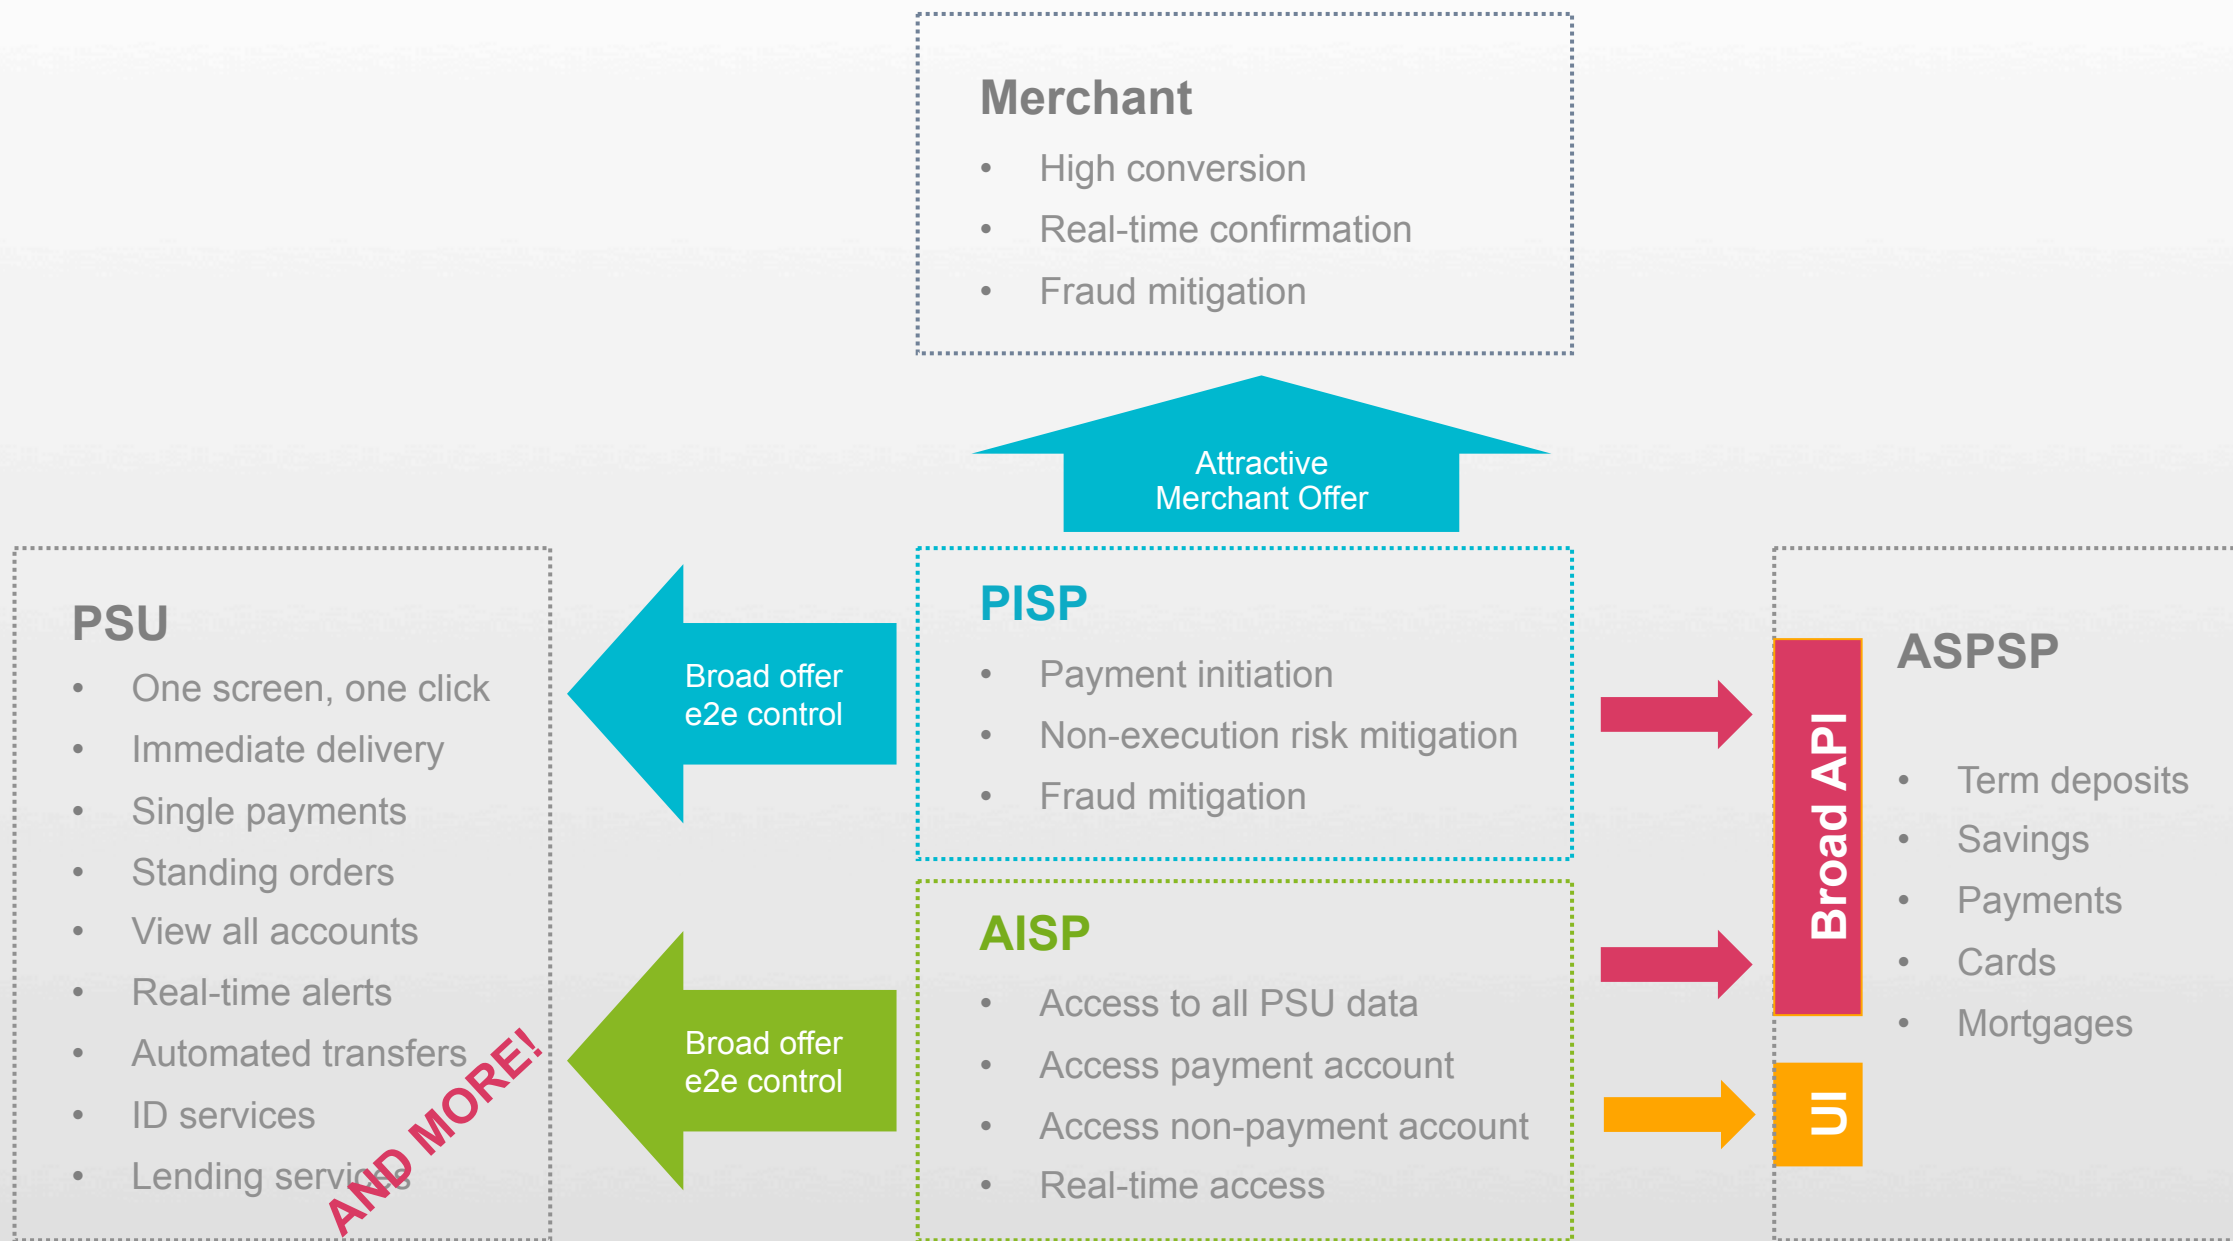 Merchant
• High conversion
• Real-time confirmation
• Fraud mitigation
Attractive
Merchant Offer
PSU
• One screen, one click
• Immediate delivery
• Single payments
• Standing orders
• View all accounts
• Real-time alerts
• Automated transfers
• ID services
• Lending services
AND MORE!
Broad offer
e2e control
PISP
• Payment initiation
• Non-execution risk mitigation
• Fraud mitigation
Broad offer
e2e control
AISP
• Access to all PSU data
• Access payment account
• Access non-payment account
• Real-time access
Broad API
UI
ASPSP
• Term deposits
• Savings
• Payments
• Cards
• Mortgages